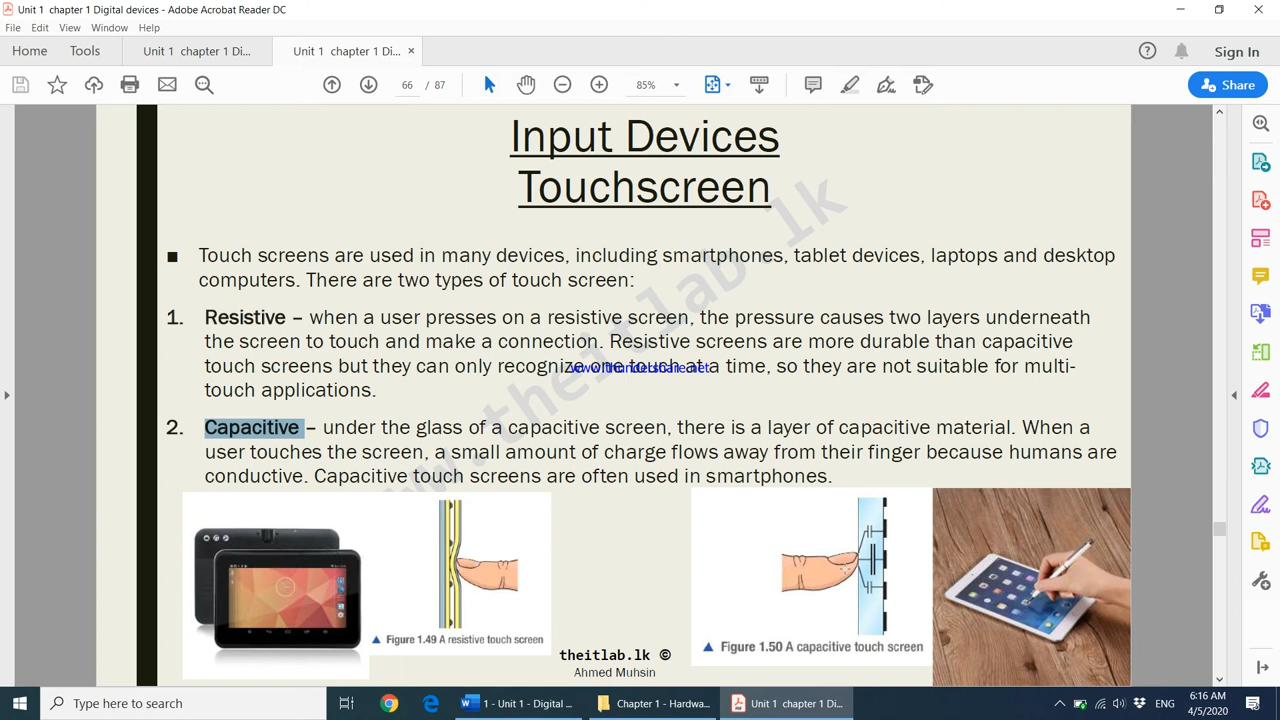 Unit 1 chapter 1 Digital devices - Adobe Acrobat Reader DC
File Edit View Window Help
Home Tools Unit 1 chapter 1 Di... Unit 1 chapter 1 Di... × Sign In
66 / 87 85% Share
Input Devices
Touchscreen
■ Touch screens are used in many devices, including smartphones, tablet devices, laptops and desktop
computers. There are two types of touch screen:
1. Resistive – when a user presses on a resistive screen, the pressure causes two layers underneath
the screen to touch and make a connection. Resistive screens are more durable than capacitive
touch screens but they can only recognize one touch at a time, so they are not suitable for multi-
touch applications.
www.thundershare.net
2. Capacitive – under the glass of a capacitive screen, there is a layer of capacitive material. When a
user touches the screen, a small amount of charge flows away from their finger because humans are
conductive. Capacitive touch screens are often used in smartphones.
www.theitlab.lk
▲ Figure 1.49 A resistive touch screen
▲ Figure 1.50 A capacitive touch screen
theitlab.lk ©
Ahmed Muhsin
Type here to search
1 - Unit 1 - Digital ... Chapter 1 - Hardwa... Unit 1 chapter 1 Di... ENG
6:16 AM
4/5/2020